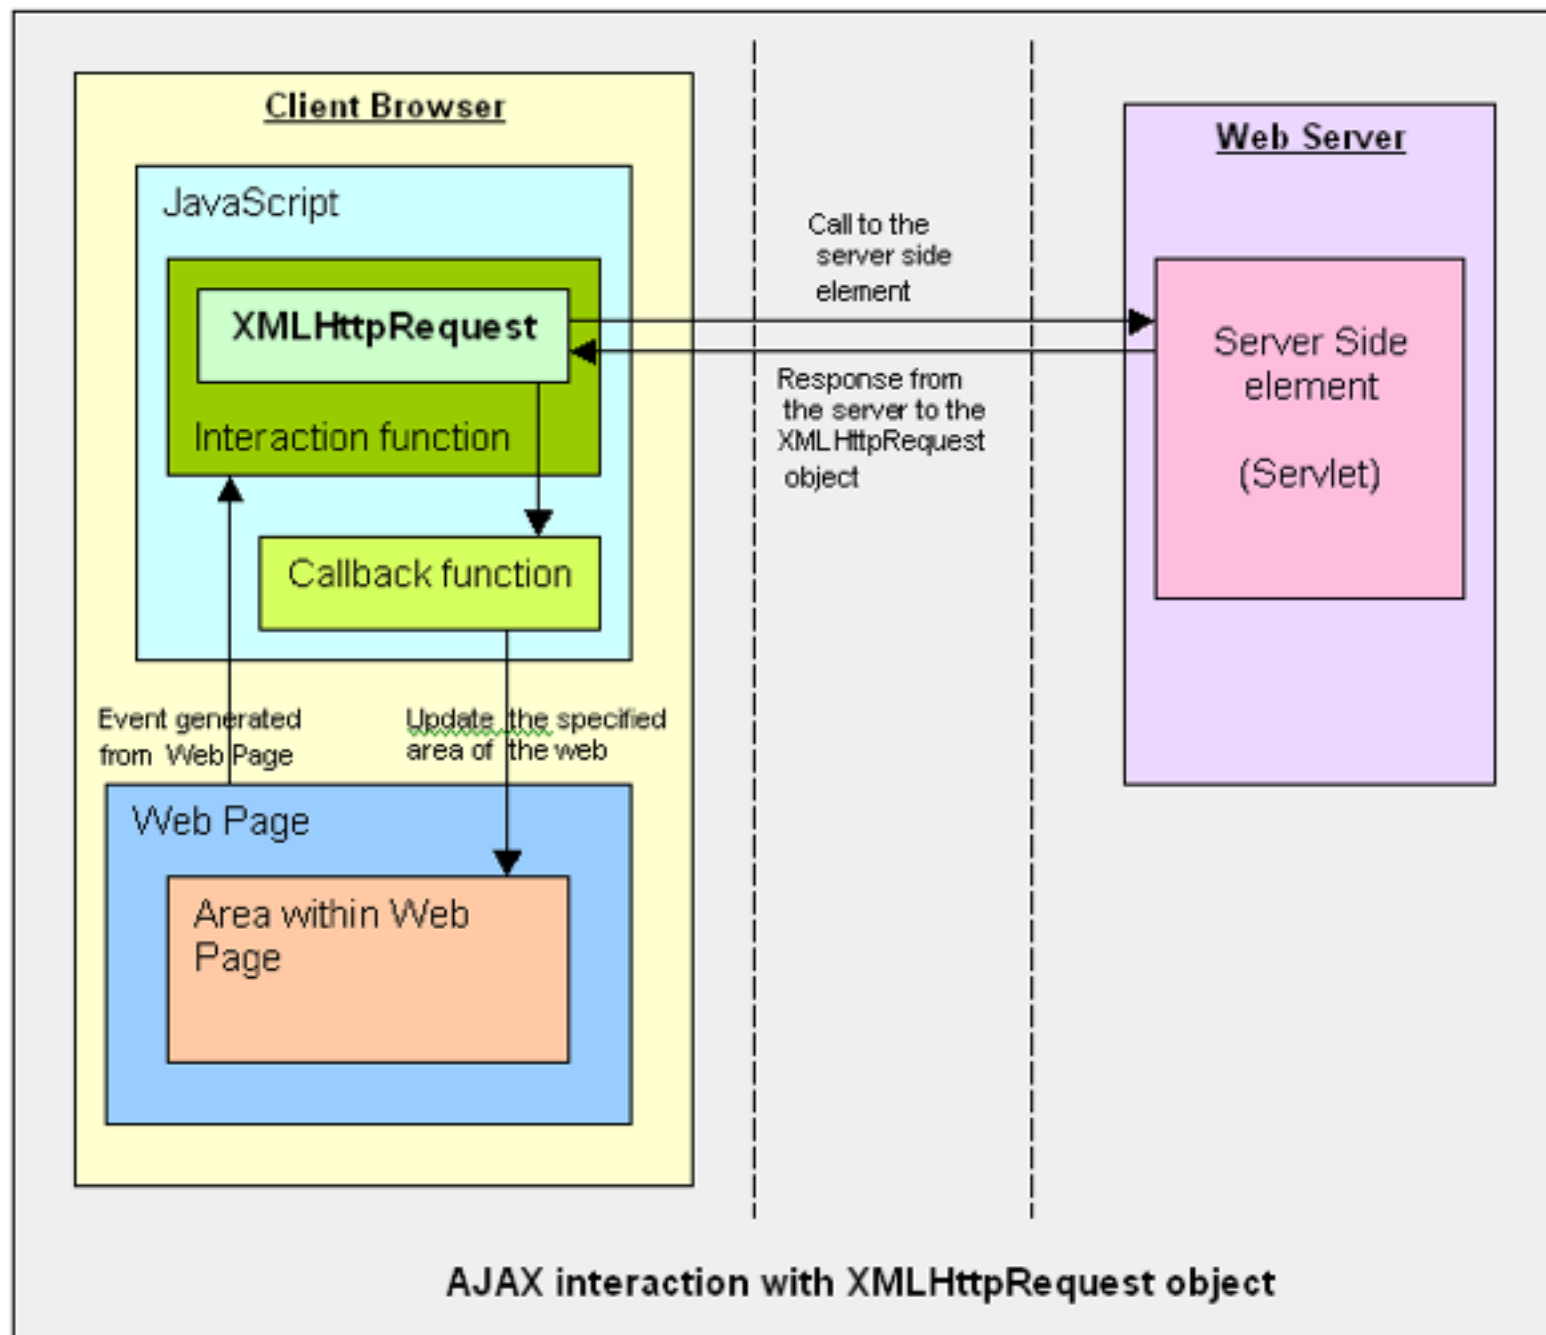 Client Browser
JavaScript
XMLHttpRequest
Interaction function
Callback function
Event generated
from Web Page
Update the specified
area of the web
Web Page
Area within Web
Page
Call to the
server side
element
Response from
the server to the
XMLHttpRequest
object
Web Server
Server Side
element
(Servlet)
AJAX interaction with XMLHttpRequest object